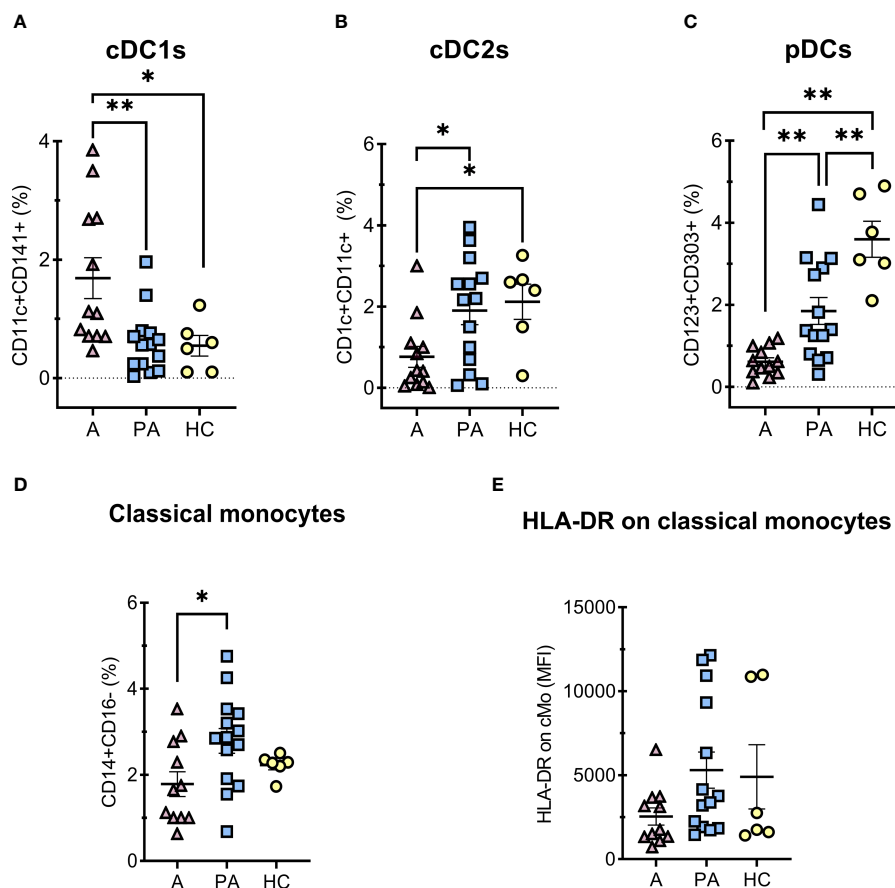 A
cDC1s
*
**
CD11c+CD141+ (%)
4
2
0
A PA HC
B
cDC2s
*
*
CD1c+CD11c+ (%)
6
4
2
0
A PA HC
C
pDCs
**
** **
CD123+CD303+ (%)
6
4
2
0
A PA HC
D
Classical monocytes
*
CD14+CD16- (%)
6
4
2
0
A PA HC
E
HLA-DR on classical monocytes
HLA-DR on cMo (MFI)
15000
10000
5000
0
A PA HC